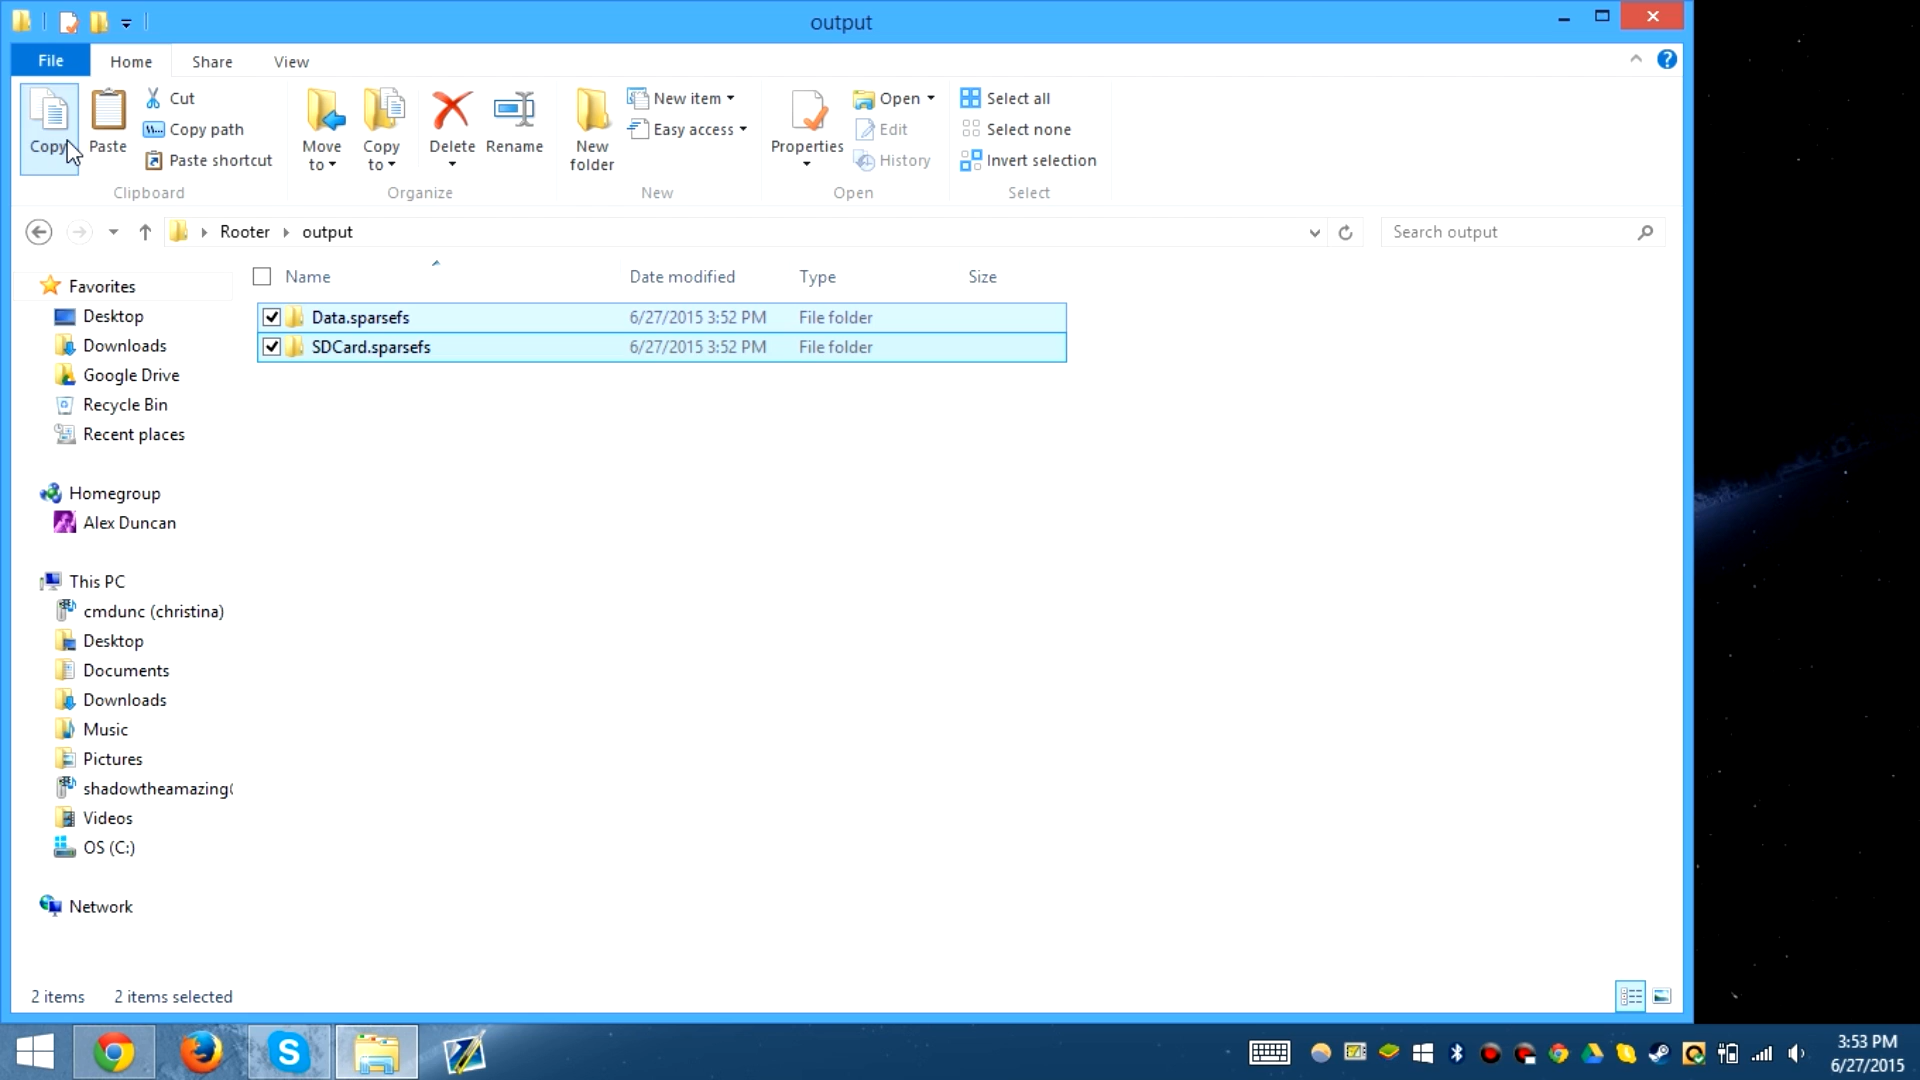 output
File
Home
Share
View
Copy
Paste
Cut
Copy path
Paste shortcut
Clipboard
Move to
Copy to
Delete
Rename
Organize
New folder
New item
Easy access
New
Properties
Open
Edit
History
Open
Select all
Select none
Invert selection
Select
Rooter
output
Search output
Name
Date modified
Type
Size
Data.sparsefs
6/27/2015 3:52 PM
File folder
SDCard.sparsefs
6/27/2015 3:52 PM
File folder
Favorites
Desktop
Downloads
Google Drive
Recycle Bin
Recent places
Homegroup
Alex Duncan
This PC
cmdunc (christina)
Desktop
Documents
Downloads
Music
Pictures
shadowtheamazing(
Videos
OS (C:)
Network
2 items
2 items selected
3:53 PM
6/27/2015